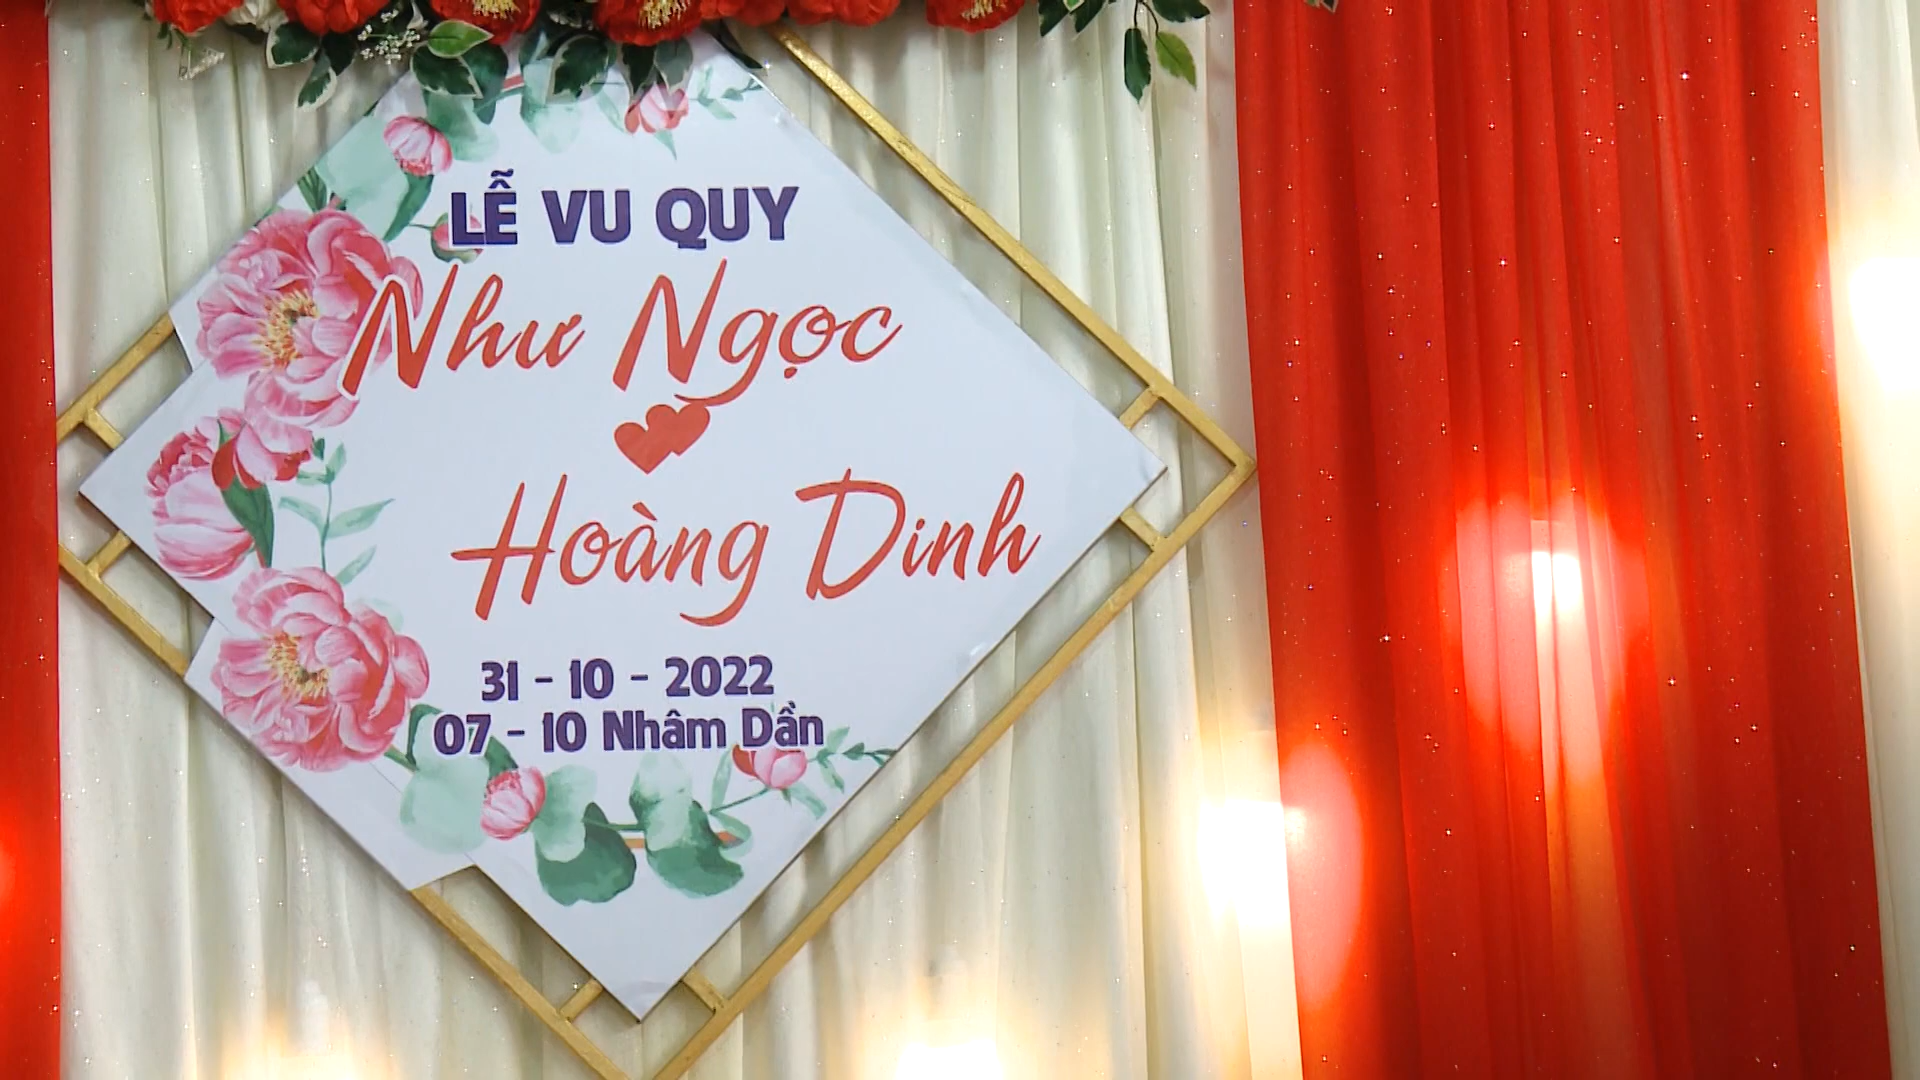 LỄ VU QUY
Như Ngọc
Hoàng Dinh
31 - 10 - 2022
07 - 10 Nhâm Dần